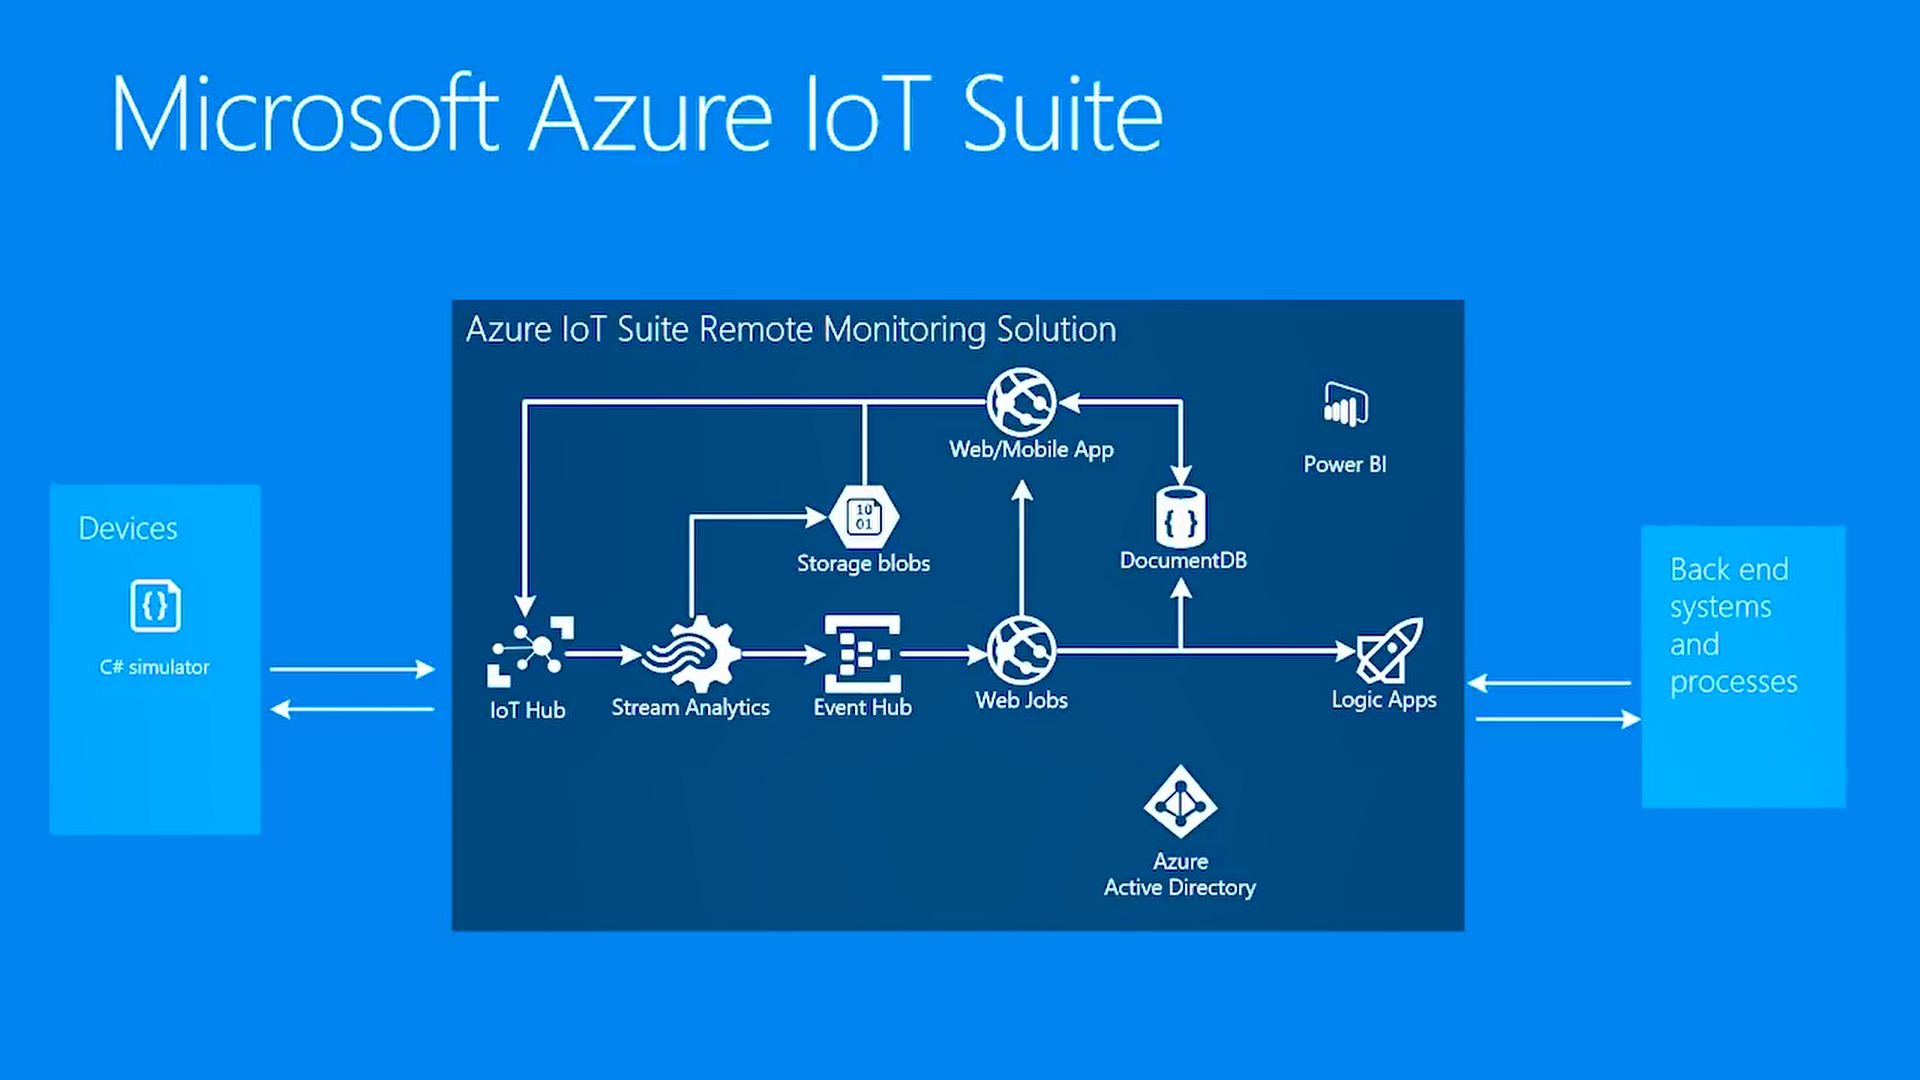 Microsoft Azure IoT Suite
Azure IoT Suite Remote Monitoring Solution
Web/Mobile App
Power BI
Devices
C# simulator
10
01
Storage blobs
{ }
DocumentDB
Back end
systems
and
processes
IoT Hub
Stream Analytics
Event Hub
Web Jobs
Logic Apps
Azure
Active Directory